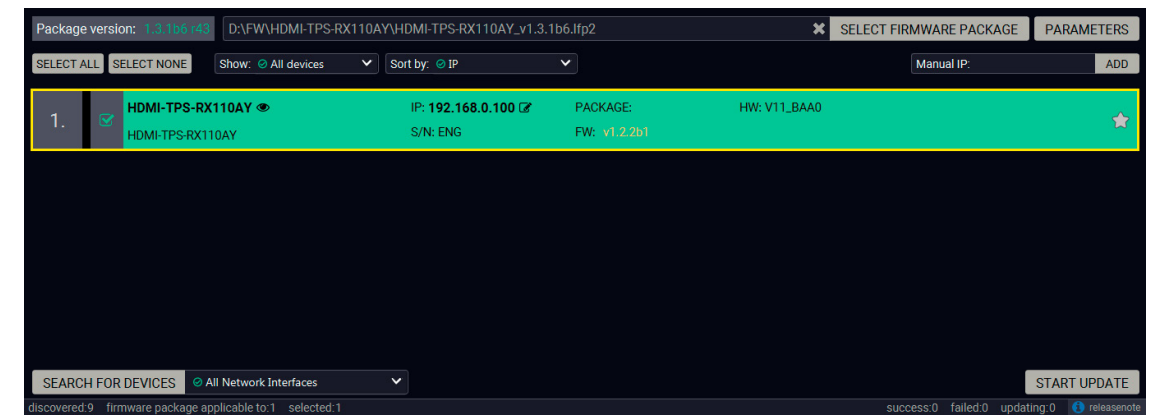 Package version: 1.3.1b6 r43 D:\FW\HDMI-TPS-RX110AY\HDMI-TPS-RX110AY_v1.3.1b6.lfp2 SELECT FIRMWARE PACKAGE PARAMETERS
SELECT ALL SELECT NONE Show: All devices Sort by: IP Manual IP: ADD
1. HDMI-TPS-RX110AY IP: 192.168.0.100 PACKAGE: HW: V11_BAA0
HDMI-TPS-RX110AY S/N: ENG FW: v1.2.2b1
SEARCH FOR DEVICES All Network Interfaces START UPDATE
discovered:9 firmware package applicable to:1 selected:1 success:0 failed:0 updating:0 releasenote